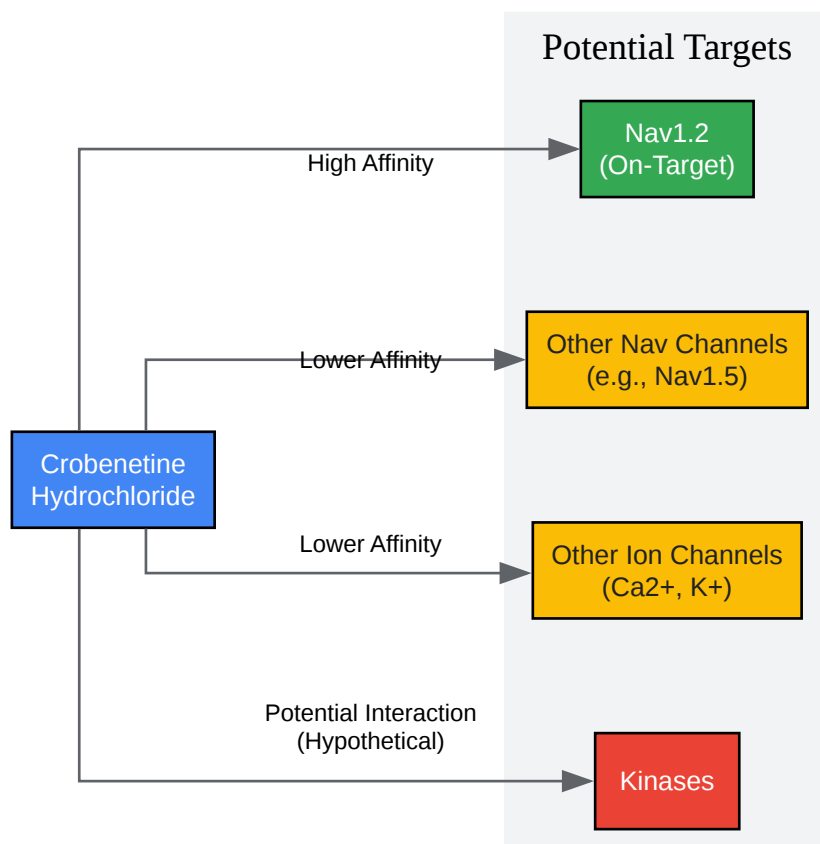 Potential Targets
Nav1.2
(On-Target)
High Affinity
Other Nav Channels
(e.g., Nav1.5)
Lower Affinity
Crobenetine
Hydrochloride
Lower Affinity
Other Ion Channels
(Ca2+, K+)
Potential Interaction
(Hypothetical)
Kinases